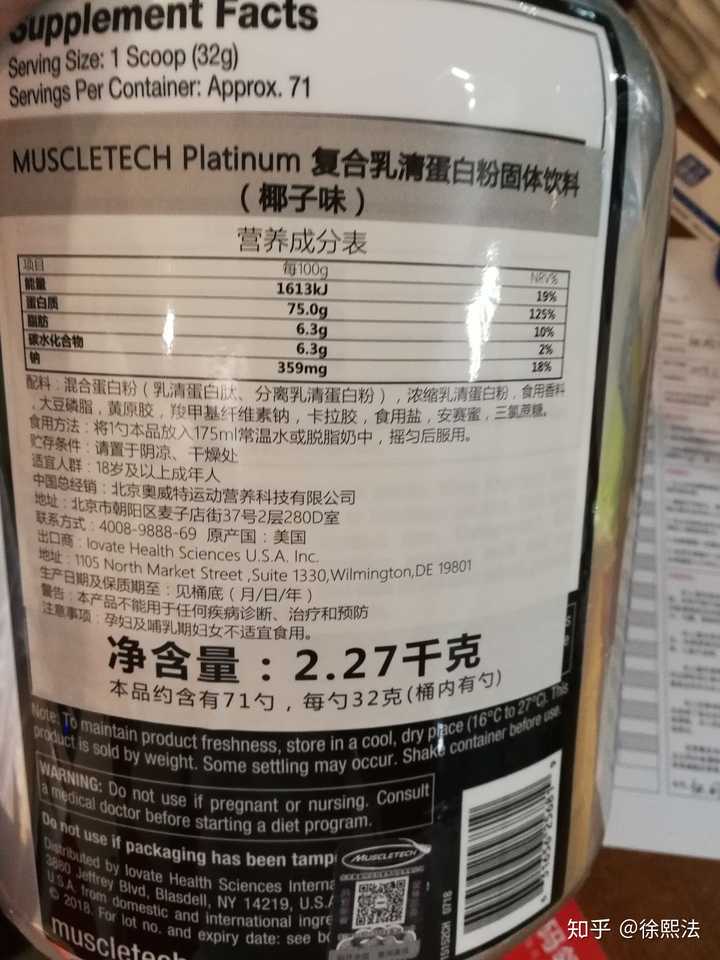 Supplement Facts
Serving Size: 1 Scoop (32g)
Servings Per Container: Approx. 71
MUSCLETECH Platinum 复合乳清蛋白粉固体饮料
（椰子味）
营养成分表
项目 每100g NRV%
能量 1613kJ 19%
蛋白质 75.0g 125%
脂肪 6.3g 10%
碳水化合物 6.3g 2%
钠 359mg 18%
配料：混合蛋白粉（乳清蛋白肽、分离乳清蛋白粉），浓缩乳清蛋白粉，食用香料
，大豆磷脂，黄原胶，羧甲基纤维素钠，卡拉胶，食用盐，安赛蜜，三氯蔗糖。
食用方法：将1勺本品放入175ml常温水或脱脂奶中，摇匀后服用。
贮存条件：请置于阴凉、干燥处
适宜人群：18岁及以上成年人
中国总经销：北京奥威特运动营养科技有限公司
地址：北京市朝阳区麦子店街37号2层280D室
联系方式：4008-9888-69 原产国：美国
出口商：Iovate Health Sciences U.S.A. Inc.
地址：1105 North Market Street ,Suite 1330,Wilmington,DE 19801
生产日期及保质期至：见桶底（月/日/年）
警告：本产品不能用于任何疾病诊断、治疗和预防
注意事项：孕妇及哺乳期妇女不适宜食用。
净含量：2.27千克
本品约含有71勺，每勺32克(桶内有勺)
Note: To maintain product freshness, store in a cool, dry place (16°C to 27°C). This
product is sold by weight. Some settling may occur. Shake container before use.
WARNING: Do not use if pregnant or nursing. Consult
a medical doctor before starting a diet program.
Do not use if packaging has been tamp
Distributed by Iovate Health Sciences Interna
3880 Jeffrey Blvd, Blasdell, NY 14219, U.S.A
U.S.A. from domestic and international ingre
© 2018. For lot no. and expiry date: see bo
muscletech
MUSCLETECH
知乎 @徐熙法